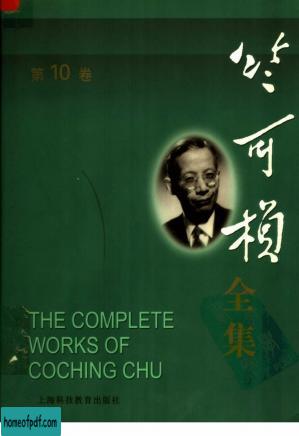 第10卷
竺可桢
全集
THE COMPLETE
WORKS OF
COCHING CHU
上海科技教育出版社
homeofpdf.com